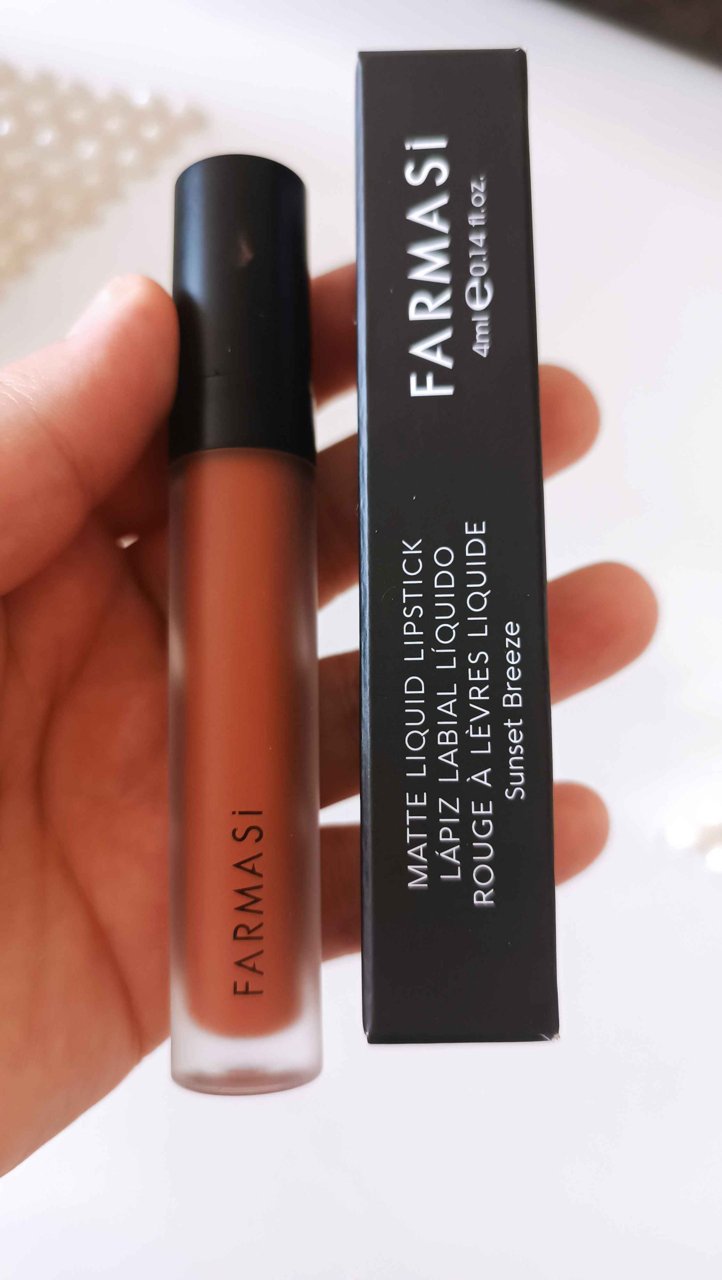 FARMASi
FARMASi
4ml e 0.14 fl.oz.
MATTE LIQUID LIPSTICK
LÁPIZ LABIAL LÍQUIDO
ROUGE À LÈVRES LIQUIDE
Sunset Breeze